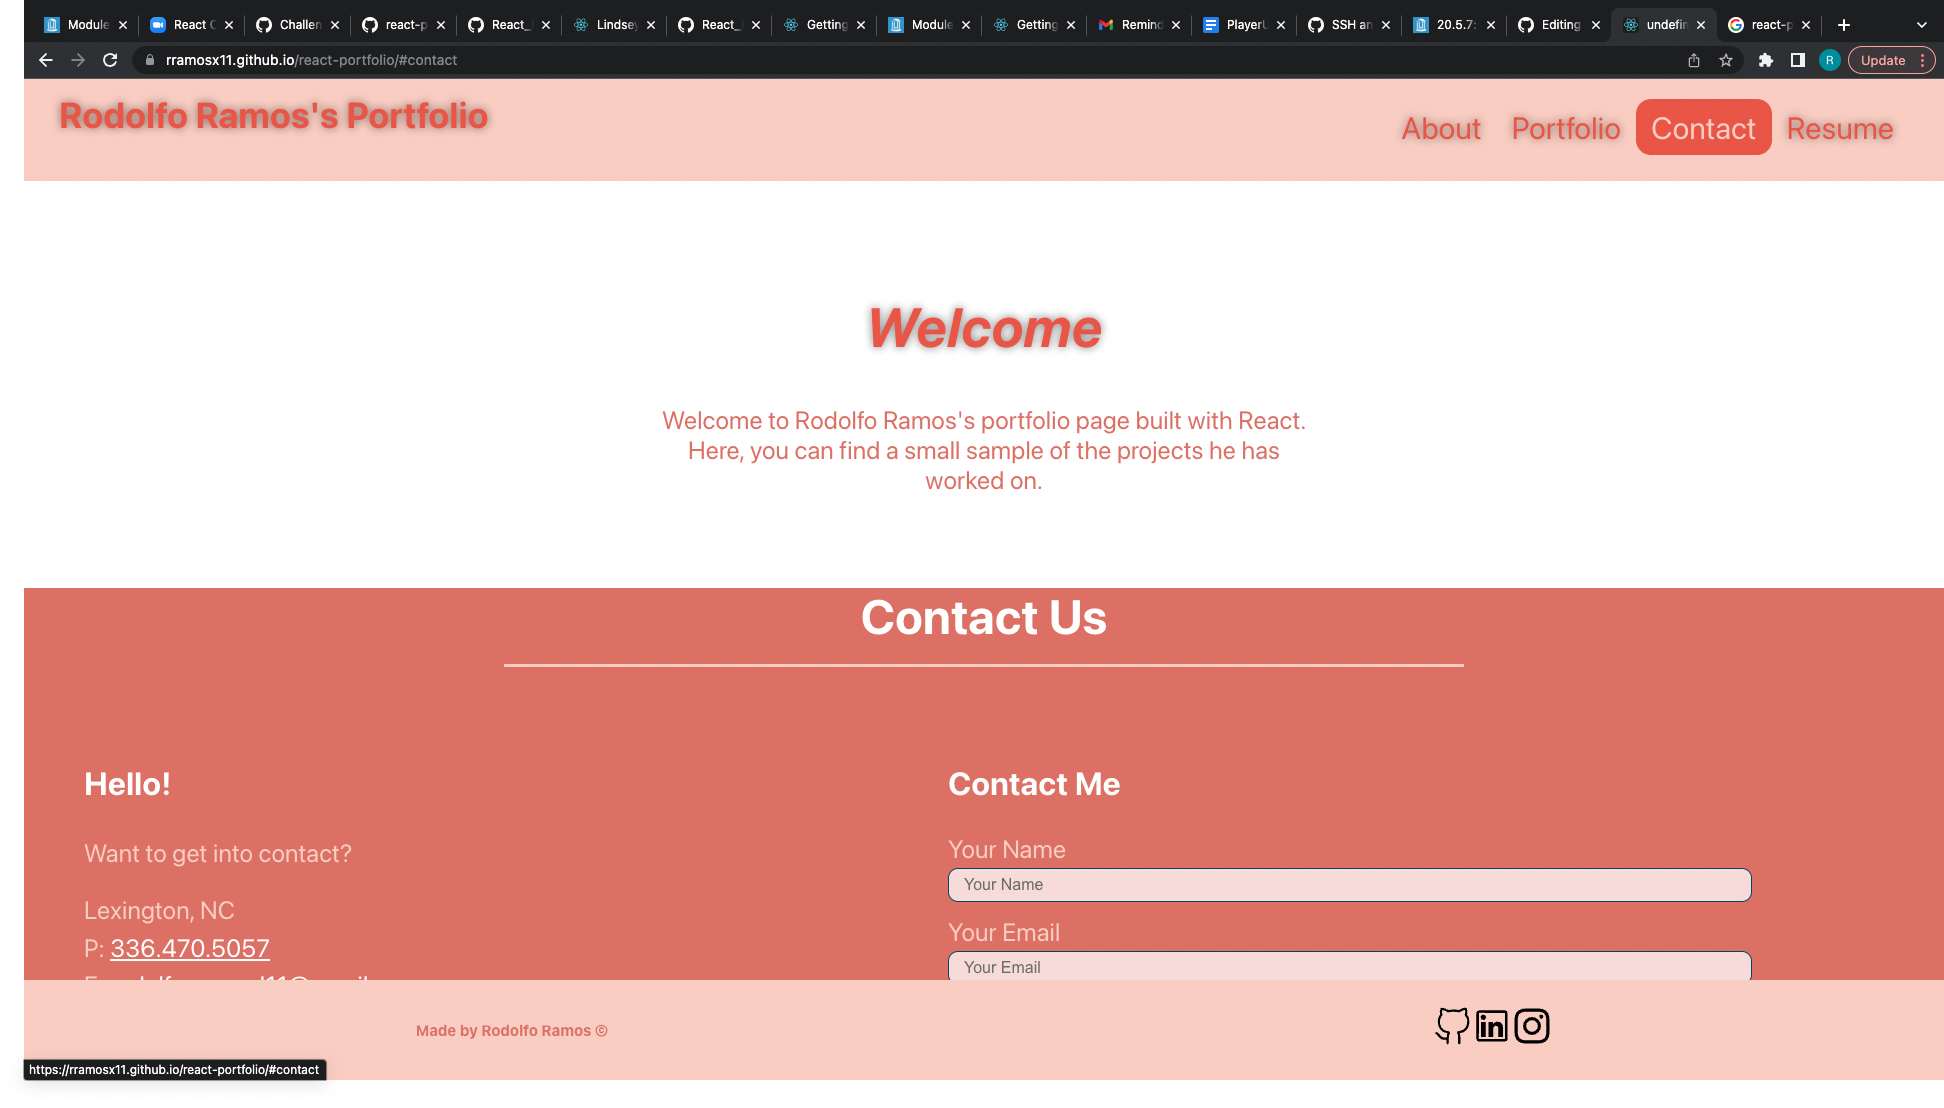 Module
React C
Challen
react-p
React_
Lindsey
React_
Getting
Module
Getting
Remind
PlayerU
SSH an
20.5.7:
Editing
undefin
react-p
rramosx11.github.io/react-portfolio/#contact
R
Update
Rodolfo Ramos's Portfolio
About Portfolio Contact Resume
Welcome
Welcome to Rodolfo Ramos's portfolio page built with React.
Here, you can find a small sample of the projects he has
worked on.
Contact Us
Hello!
Want to get into contact?
Lexington, NC
P: 336.470.5057
Contact Me
Your Name
Your Name
Your Email
Your Email
Made by Rodolfo Ramos ©
in
https://rramosx11.github.io/react-portfolio/#contact